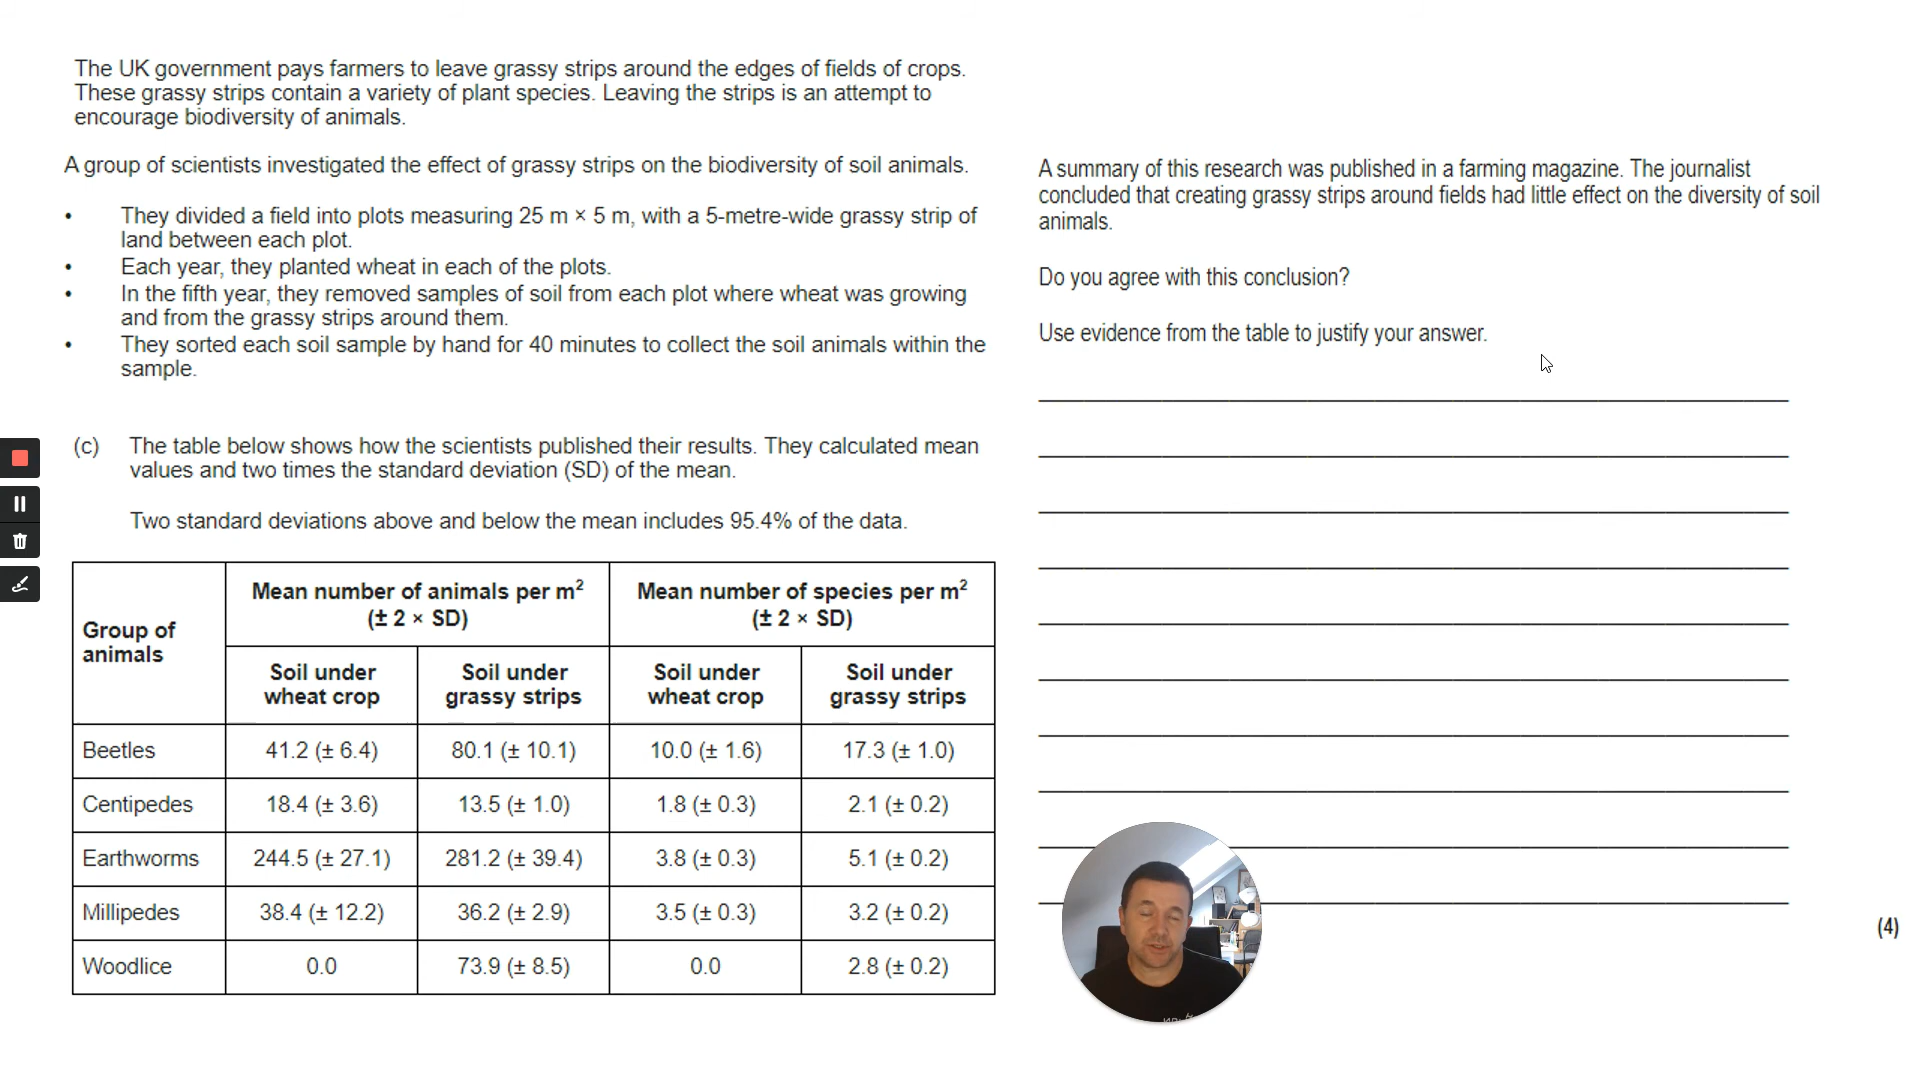 The UK government pays farmers to leave grassy strips around the edges of fields of crops.
These grassy strips contain a variety of plant species. Leaving the strips is an attempt to
encourage biodiversity of animals.
A group of scientists investigated the effect of grassy strips on the biodiversity of soil animals.
• They divided a field into plots measuring 25 m × 5 m, with a 5-metre-wide grassy strip of
land between each plot.
• Each year, they planted wheat in each of the plots.
• In the fifth year, they removed samples of soil from each plot where wheat was growing
and from the grassy strips around them.
• They sorted each soil sample by hand for 40 minutes to collect the soil animals within the
sample.
(c) The table below shows how the scientists published their results. They calculated mean
values and two times the standard deviation (SD) of the mean.
Two standard deviations above and below the mean includes 95.4% of the data.
Group of
animals
Mean number of animals per m²
(± 2 × SD)
Mean number of species per m²
(± 2 × SD)
Soil under
wheat crop
Soil under
grassy strips
Soil under
wheat crop
Soil under
grassy strips
Beetles 41.2 (± 6.4) 80.1 (± 10.1) 10.0 (± 1.6) 17.3 (± 1.0)
Centipedes 18.4 (± 3.6) 13.5 (± 1.0) 1.8 (± 0.3) 2.1 (± 0.2)
Earthworms 244.5 (± 27.1) 281.2 (± 39.4) 3.8 (± 0.3) 5.1 (± 0.2)
Millipedes 38.4 (± 12.2) 36.2 (± 2.9) 3.5 (± 0.3) 3.2 (± 0.2)
Woodlice 0.0 73.9 (± 8.5) 0.0 2.8 (± 0.2)
A summary of this research was published in a farming magazine. The journalist
concluded that creating grassy strips around fields had little effect on the diversity of soil
animals.
Do you agree with this conclusion?
Use evidence from the table to justify your answer.
(4)